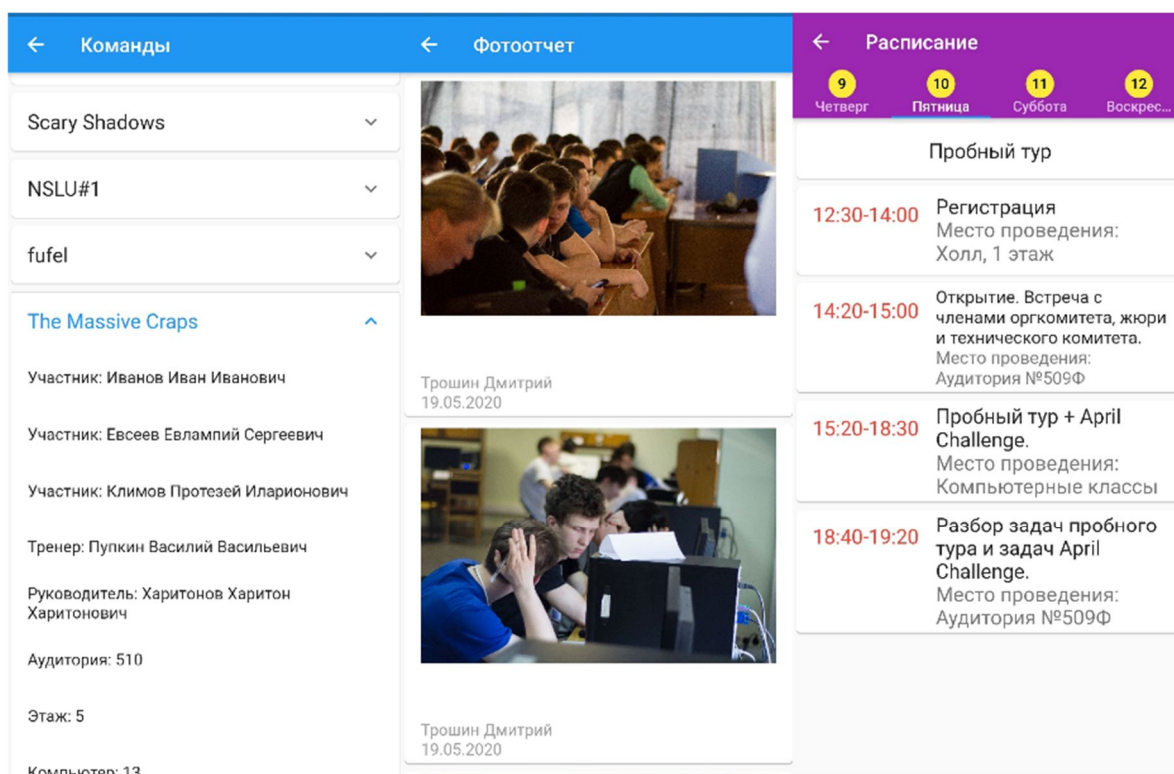 Команды
Scary Shadows
NSLU#1
fufel
The Massive Craps
Участник: Иванов Иван Иванович
Участник: Евсеев Евлампий Сергеевич
Участник: Климов Протезей Иларионович
Тренер: Пупкин Василий Васильевич
Руководитель: Харитонов Харитон
Харитонович
Аудитория: 510
Этаж: 5
Компьютер: 13
Фотоотчет
Трошин Дмитрий
19.05.2020
Трошин Дмитрий
19.05.2020
Расписание
9 10 11 12
Четверг Пятница Суббота Воскрес...
Пробный тур
12:30-14:00
Регистрация
Место проведения:
Холл, 1 этаж
14:20-15:00
Открытие. Встреча с
членами оргкомитета, жюри
и технического комитета.
Место проведения:
Аудитория №509Ф
15:20-18:30
Пробный тур + April
Challenge.
Место проведения:
Компьютерные классы
18:40-19:20
Разбор задач пробного
тура и задач April
Challenge.
Место проведения:
Аудитория №509Ф